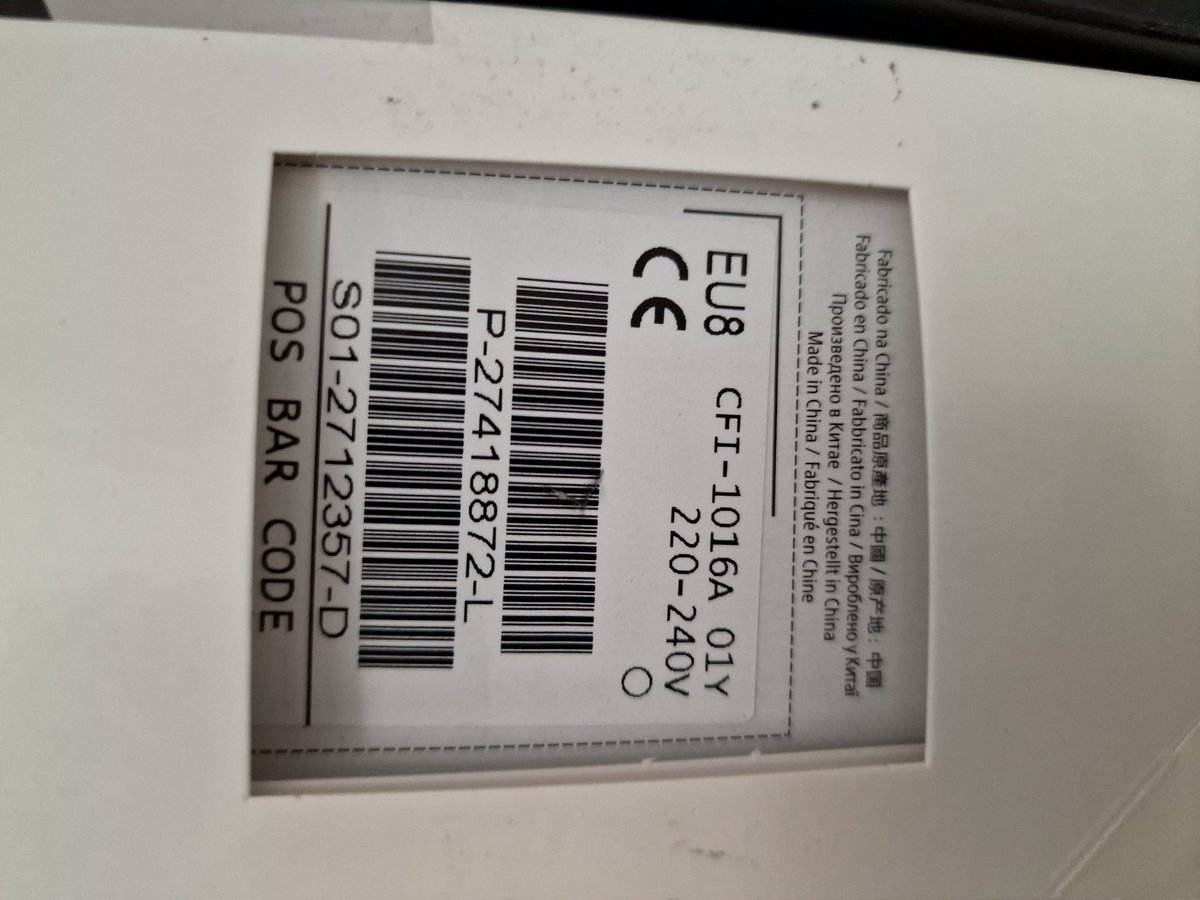 Fabricado na China / 商品原產地 : 中國 / 原产地 : 中国
Fabricado en China / Fabbricato in Cina / Вироблено у Китаї
Произведено в Китае / Hergestellt in China
Made in China / Fabriqué en Chine
EU8 CFI-1016A 01Y
CE 220-240V
P-27418872-L
S01-2712357-D
POS BAR CODE